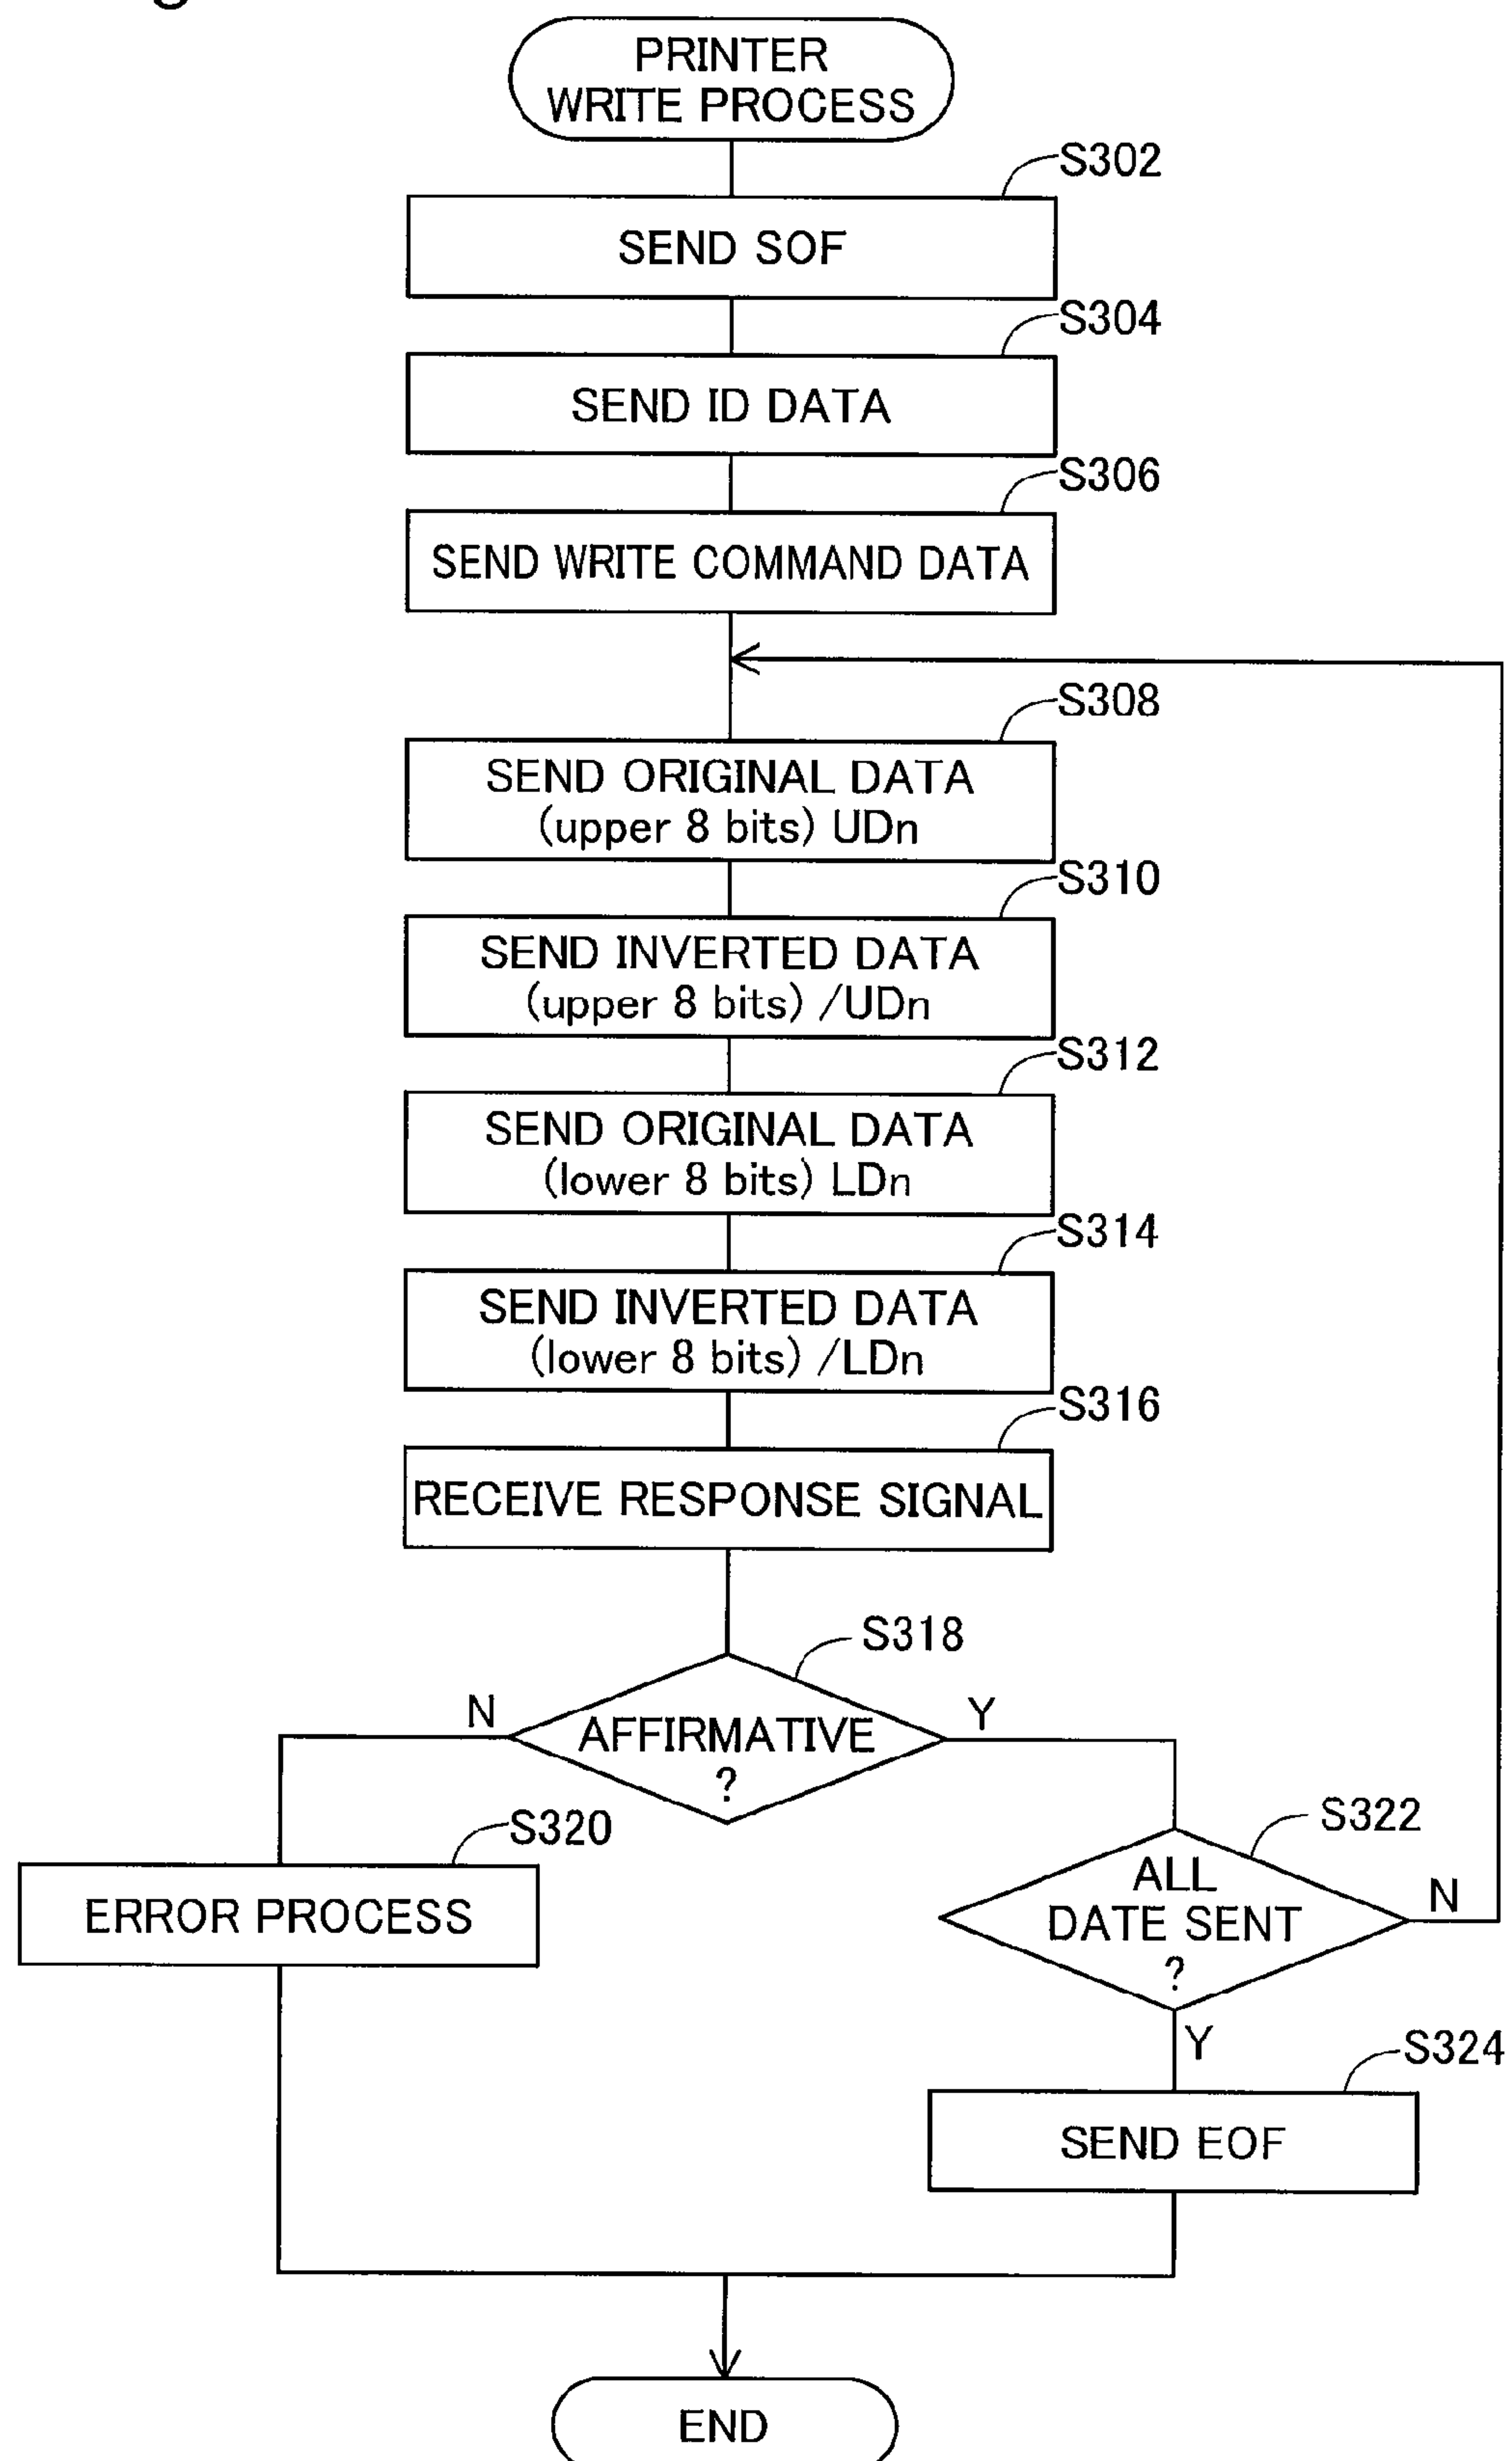 PRINTER
WRITE PROCESS
S302
SEND SOF
S304
SEND ID DATA
S306
SEND WRITE COMMAND DATA
S308
SEND ORIGINAL DATA
(upper 8 bits) UDn
S310
SEND INVERTED DATA
(upper 8 bits) /UDn
S312
SEND ORIGINAL DATA
(lower 8 bits) LDn
S314
SEND INVERTED DATA
(lower 8 bits) /LDn
S316
RECEIVE RESPONSE SIGNAL
S318
N
AFFIRMATIVE
?
Y
S320
ERROR PROCESS
S322
ALL
DATE SENT
?
N
Y
S324
SEND EOF
END